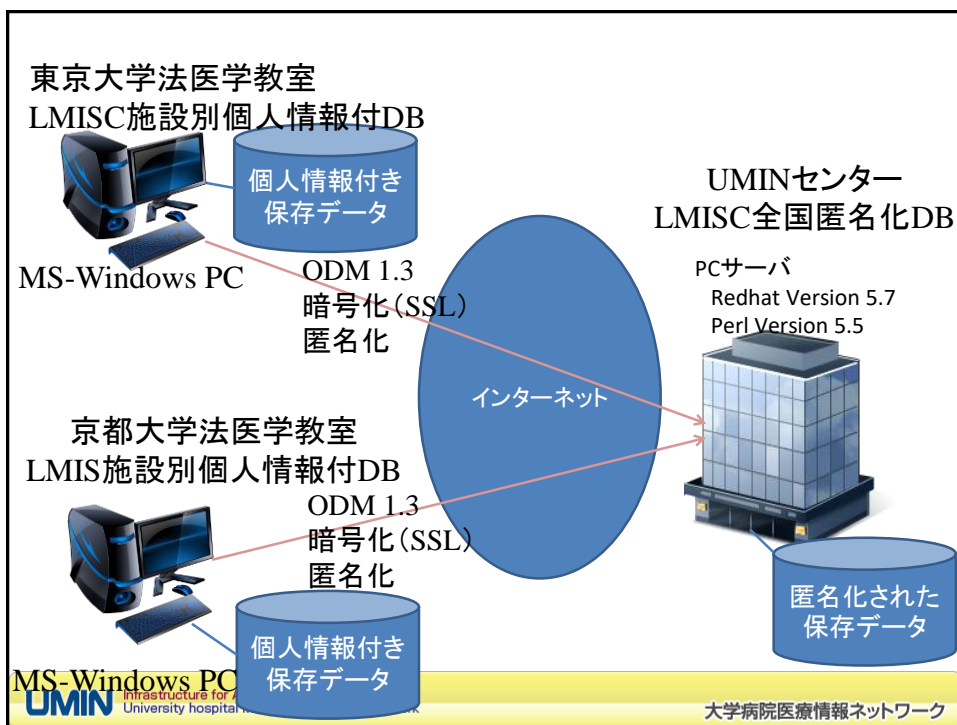 東京大学法医学教室
LMISC施設別個人情報付DB
個人情報付き
保存データ
MS-Windows PC
ODM 1.3
暗号化(SSL)
匿名化
インターネット
UMINセンター
LMISC全国匿名化DB
PCサーバ
Redhat Version 5.7
Perl Version 5.5
京都大学法医学教室
LMIS施設別個人情報付DB
ODM 1.3
暗号化(SSL)
匿名化
個人情報付き
保存データ
MS-Windows PC
匿名化された
保存データ
UMIN
Infrastructure for
University hospital
大学病院医療情報ネットワーク